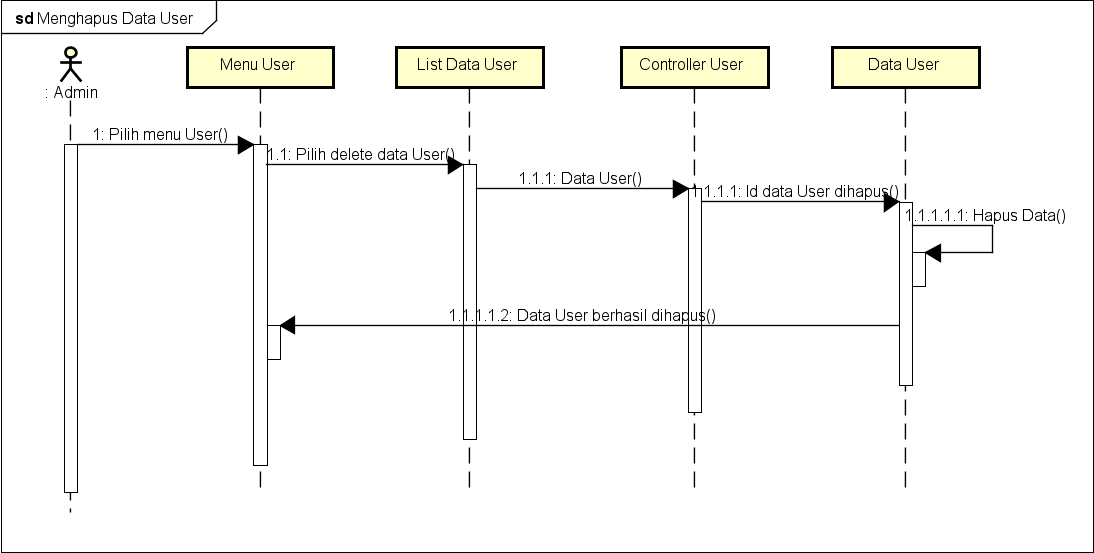 sd Menghapus Data User
: Admin
Menu User
List Data User
Controller User
Data User
1: Pilih menu User()
1.1: Pilih delete data User()
1.1.1: Data User()
1.1.1.1: Id data User dihapus()
1.1.1.1.1: Hapus Data()
1.1.1.1.2: Data User berhasil dihapus()